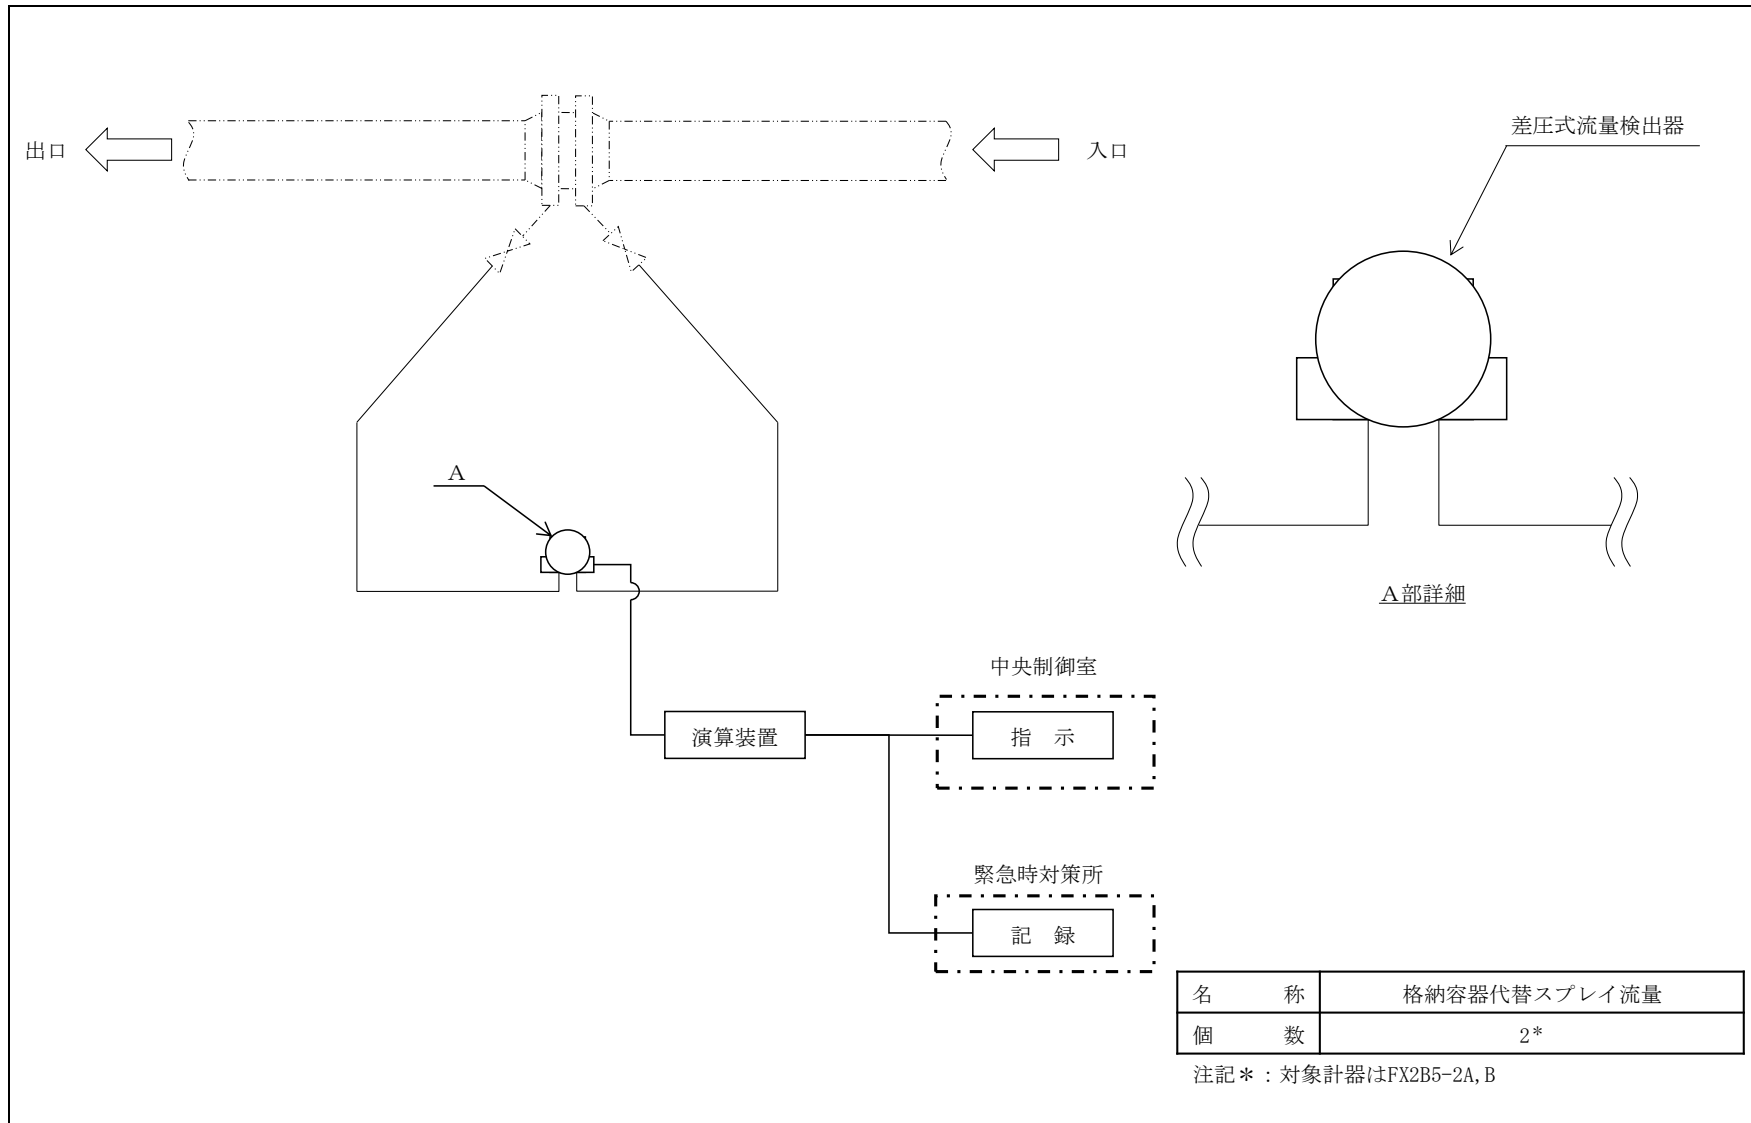 出口
入口
差圧式流量検出器
A
A部詳細
中央制御室
演算装置
指 示
緊急時対策所
記 録
名 称 格納容器代替スプレイ流量
個 数 2*
注記*:対象計器はFX2B5-2A,B